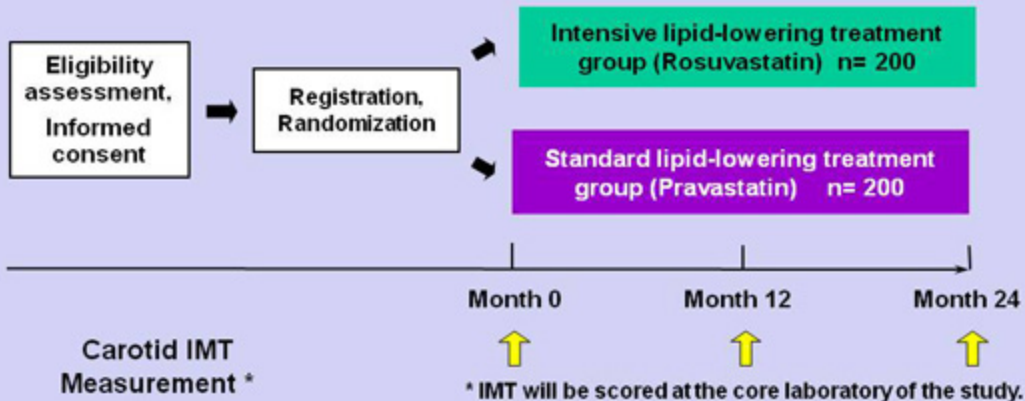 Eligibility
assessment,
Informed
consent
Registration,
Randomization
Intensive lipid-lowering treatment
group (Rosuvastatin) n= 200
Standard lipid-lowering treatment
group (Pravastatin) n= 200
Month 0
Month 12
Month 24
Carotid IMT
Measurement *
* IMT will be scored at the core laboratory of the study.